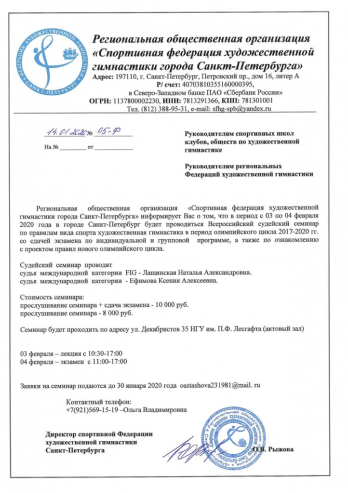 Региональная общественная организация
«Спортивная федерация художественной
гимнастики города Санкт-Петербурга»
Адрес: 197110, г. Санкт-Петербург, Петровский пр., дом 16, литер А
Р/ счет: 40703810355160000395,
в Северо-Западном банке ПАО «Сбербанк России»
ОГРН: 1137800002230, ИНН: 7813291366, КПП: 781301001
Тел. (812) 388-95-31, e-mail: sfhg-spb@yandex.ru
14.01.2020 № 05-Ф
На № от
Руководителям спортивных школ
клубов, обществ по художественной
гимнастике
Руководителям региональных
Федераций художественной гимнастики
Региональная общественная организация «Спортивная федерация художественной
гимнастики города Санкт-Петербурга» информирует Вас о том, что в период с 03 по 04 февраля
2020 года в городе Санкт-Петербург будет проводиться Всероссийский судейский семинар
по правилам вида спорта художественная гимнастика в период олимпийского цикла 2017-2020 гг.
со сдачей экзамена по индивидуальной и групповой программе, а также по ознакомлению
с проектом правил нового олимпийского цикла.
Судейский семинар проводят
судья международной категории FIG - Лащинская Наталья Александровна.
судья международной категории - Ефимова Ксения Алексеевна.
Стоимость семинара:
прослушивание семинара + сдача экзамена - 10 000 руб.
прослушивание семинара - 8 000 руб.
Семинар будет проходить по адресу ул. Декабристов 35 НГУ им. П.Ф. Лесгафта (актовый зал)
03 февраля – лекция с 10:30-17:00
04 февраля – экзамен с 11:00-17:00
Заявки на семинар подаются до 30 января 2020 года oastashova231981@mail. ru
Контактный телефон:
+7(921)569-15-19 –Ольга Владимировна
Директор спортивной Федерации
художественной гимнастики
Санкт-Петербурга
О.В. Рыжова